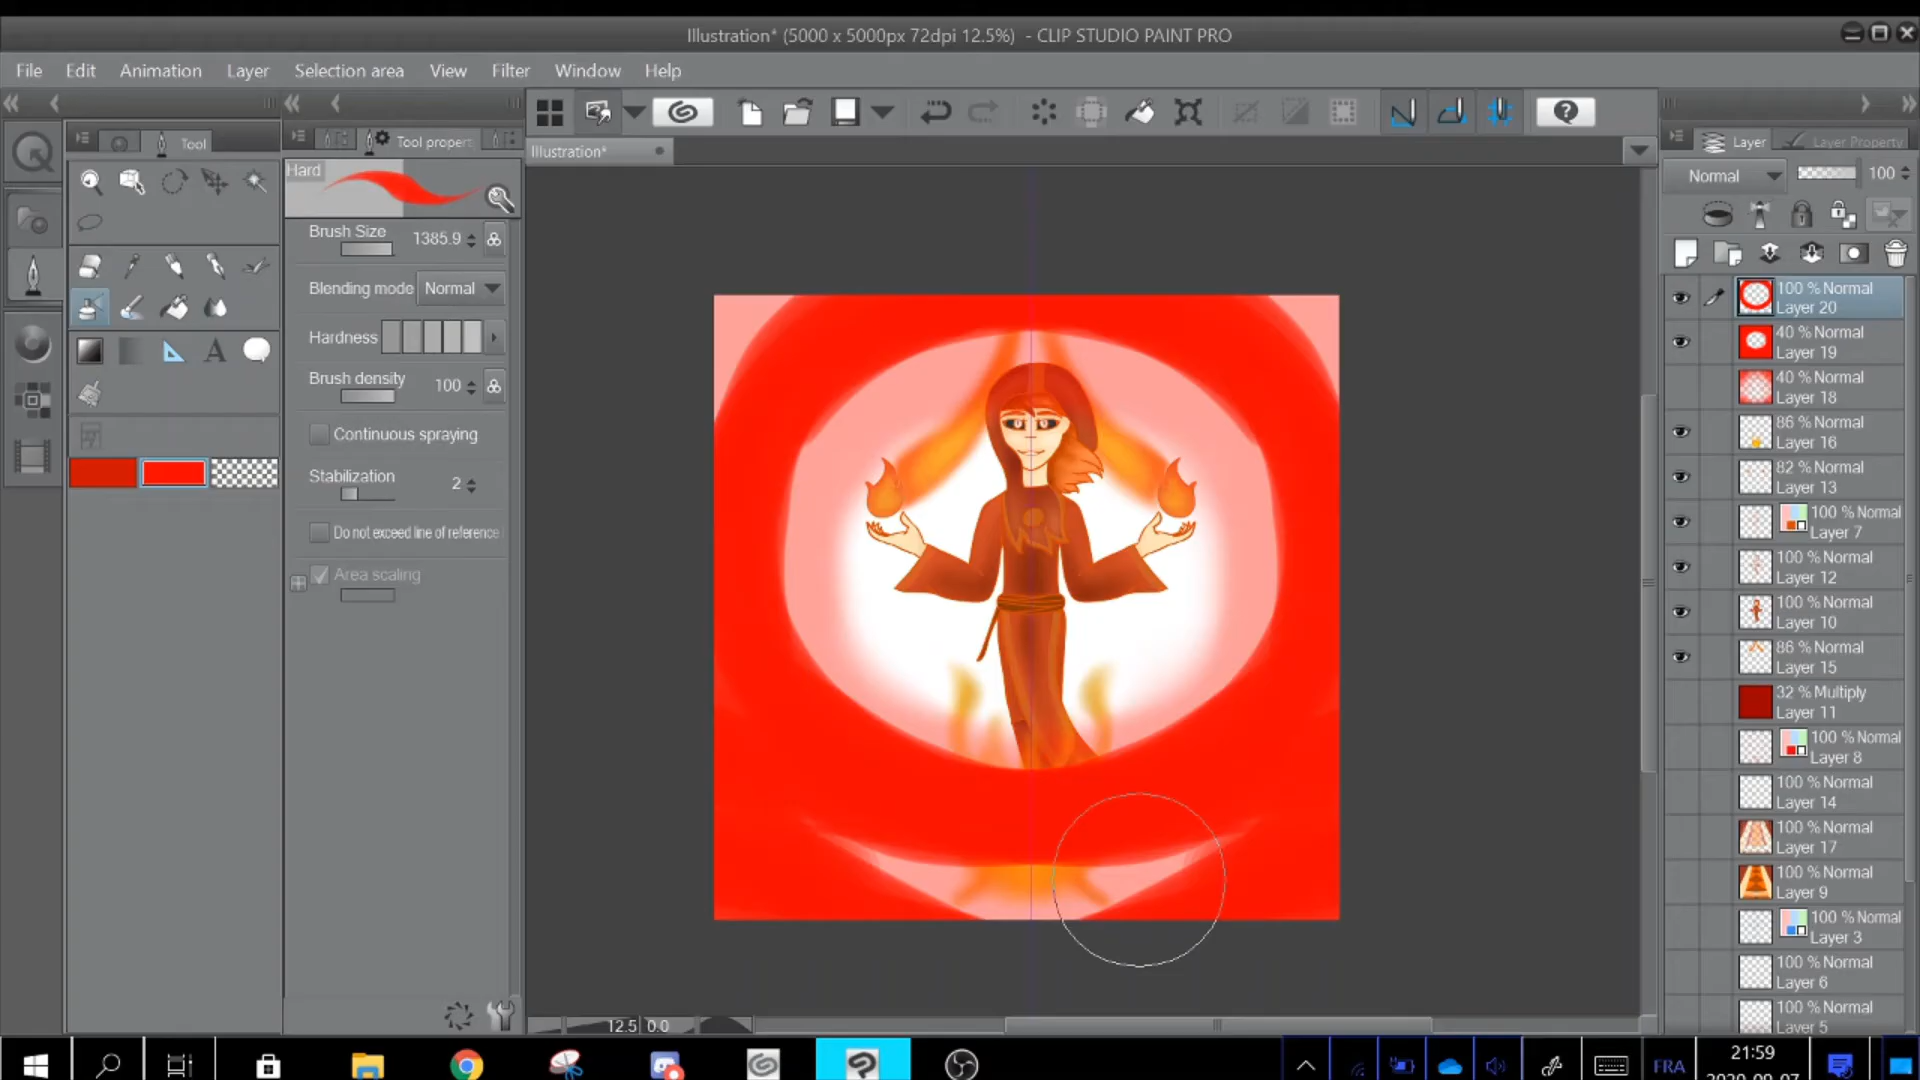 Illustration* (5000 x 5000px 72dpi 12.5%) - CLIP STUDIO PAINT PRO
File Edit Animation Layer Selection area View Filter Window Help
Tool
Tool propert
Illustration*
Layer
Layer Property
Hard
Normal
100
Brush Size 1385.9
Blending mode Normal
Hardness
Brush density 100
Continuous spraying
Stabilization 2
Do not exceed line of reference
Area scaling
100 % Normal
Layer 20
40 % Normal
Layer 19
40 % Normal
Layer 18
86 % Normal
Layer 16
82 % Normal
Layer 13
100 % Normal
Layer 7
100 % Normal
Layer 12
100 % Normal
Layer 10
86 % Normal
Layer 15
32 % Multiply
Layer 11
100 % Normal
Layer 8
100 % Normal
Layer 14
100 % Normal
Layer 17
100 % Normal
Layer 9
100 % Normal
Layer 3
100 % Normal
Layer 6
100 % Normal
Layer 5
12.5 0.0
FRA
21:59
2020-09-07